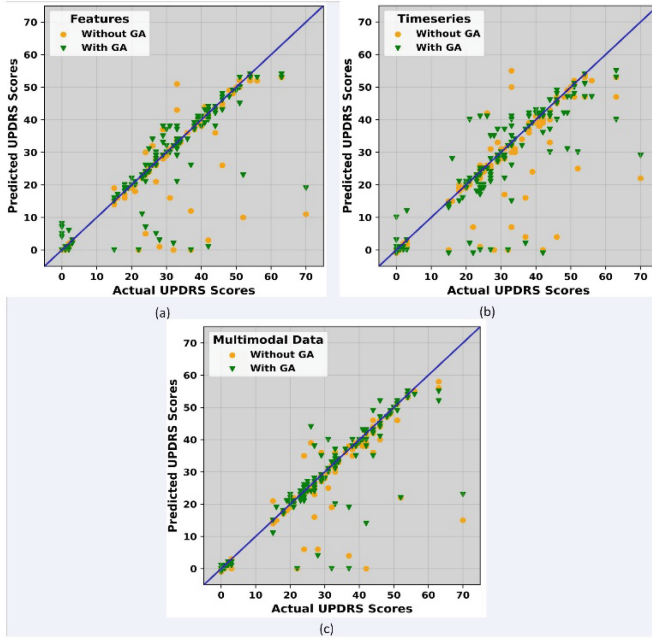 Features
Without GA
With GA
Predicted UPDRS Scores
70
60
50
40
30
20
10
0
0 10 20 30 40 50 60 70
Actual UPDRS Scores
(a)
Timeseries
Without GA
With GA
Predicted UPDRS Scores
70
60
50
40
30
20
10
0
0 10 20 30 40 50 60 70
Actual UPDRS Scores
(b)
Multimodal Data
Without GA
With GA
Predicted UPDRS Scores
70
60
50
40
30
20
10
0
0 10 20 30 40 50 60 70
Actual UPDRS Scores
(c)